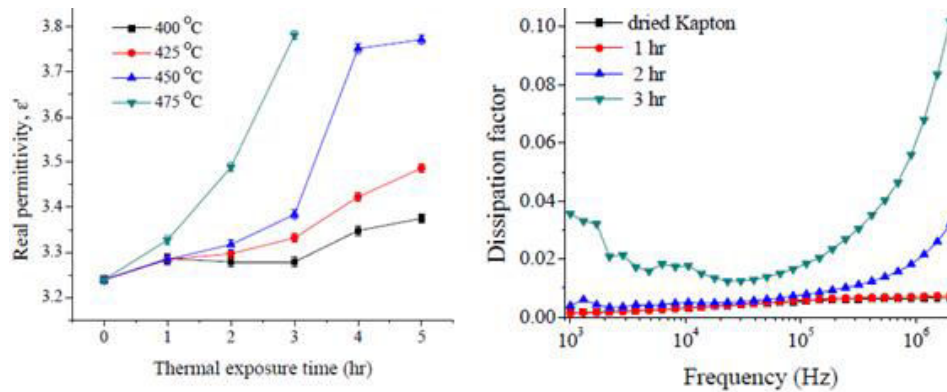 3.8
3.7
3.6
3.5
3.4
3.3
3.2
Real permittivity, ε'
400 °C
425 °C
450 °C
475 °C
0 1 2 3 4 5
Thermal exposure time (hr)
0.10
0.08
0.06
0.04
0.02
0.00
Dissipation factor
dried Kapton
1 hr
2 hr
3 hr
10³ 10⁴ 10⁵ 10⁶
Frequency (Hz)